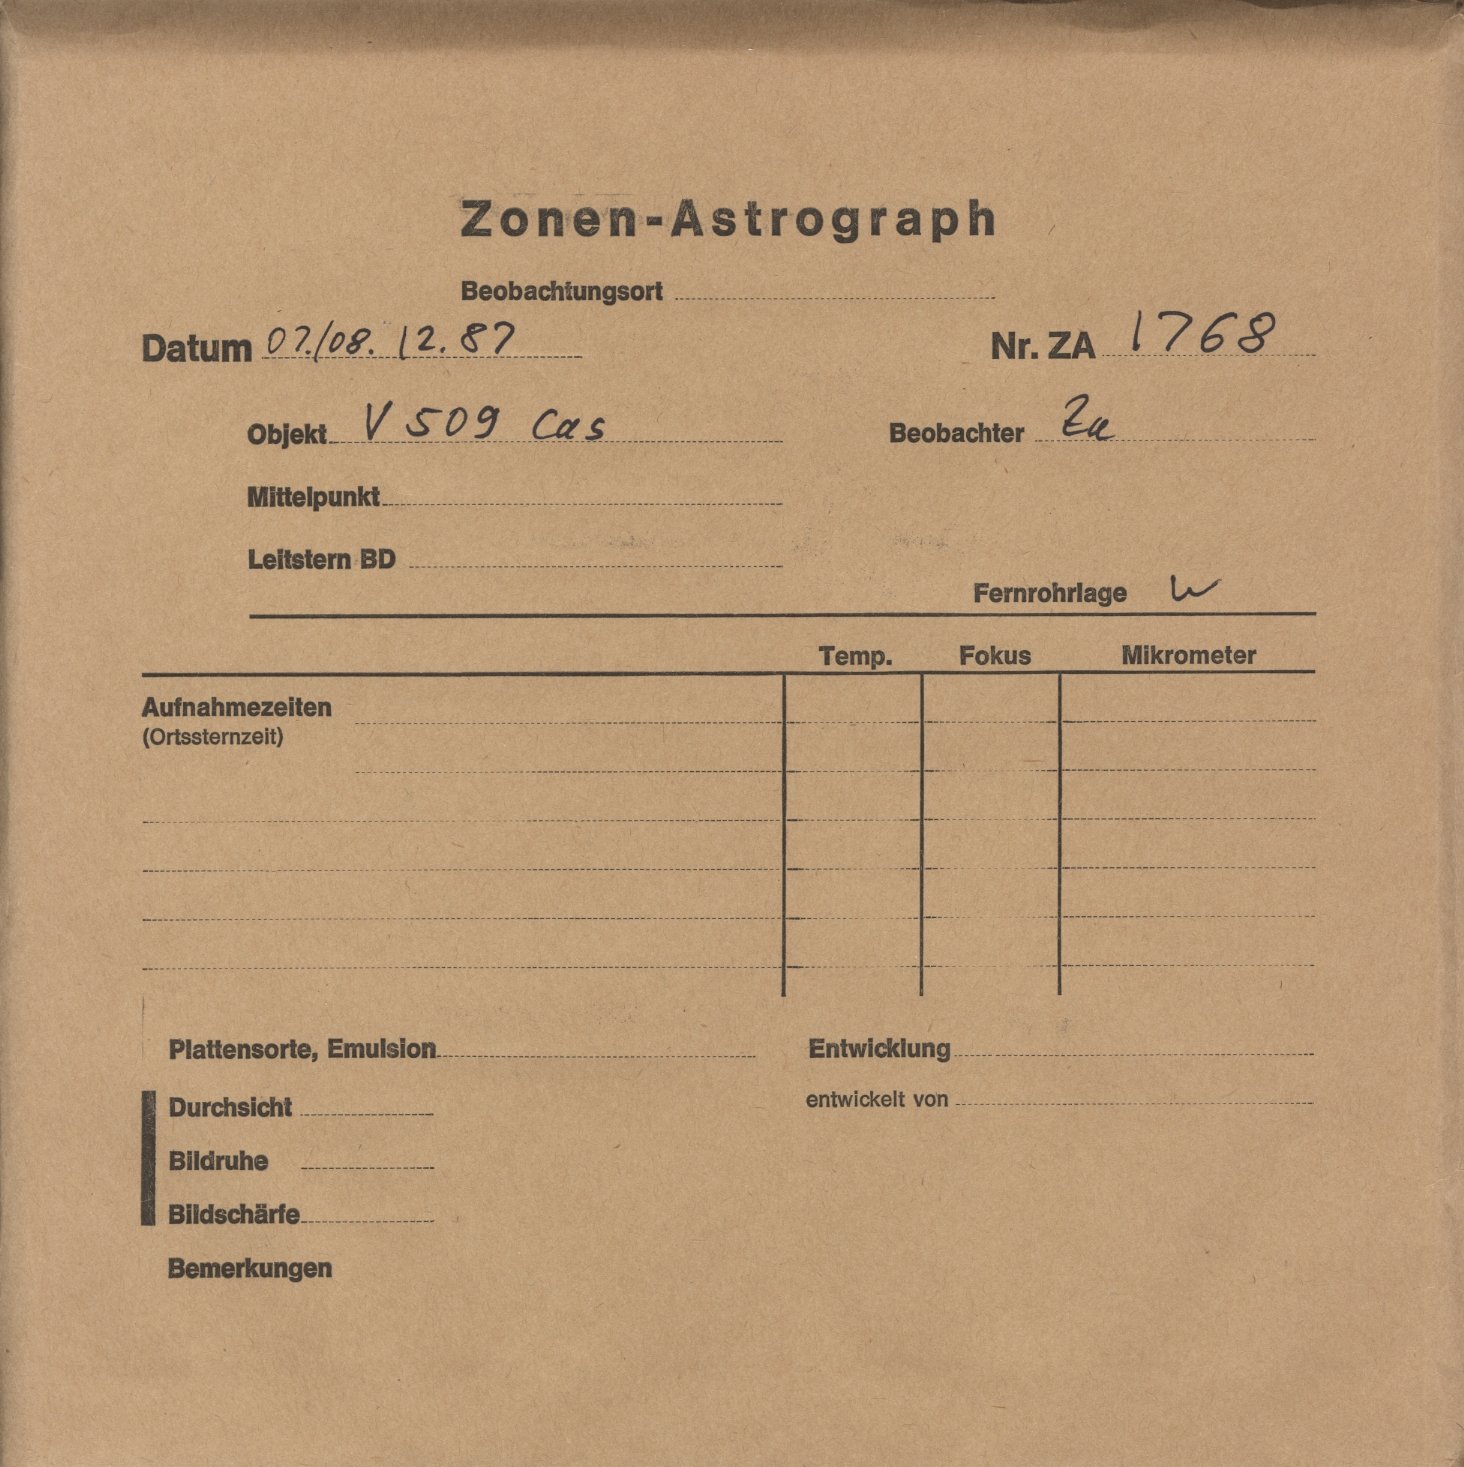 Zonen-Astrograph
Beobachtungsort
Datum 07./08. 12. 87
Nr. ZA 1768
Objekt V 509 Cas
Beobachter Za
Mittelpunkt
Leitstern BD
Fernrohrlage W
Temp. Fokus Mikrometer
Aufnahmezeiten
(Ortssternzeit)
Plattensorte, Emulsion
Entwicklung
Durchsicht
entwickelt von
Bildruhe
Bildschärfe
Bemerkungen